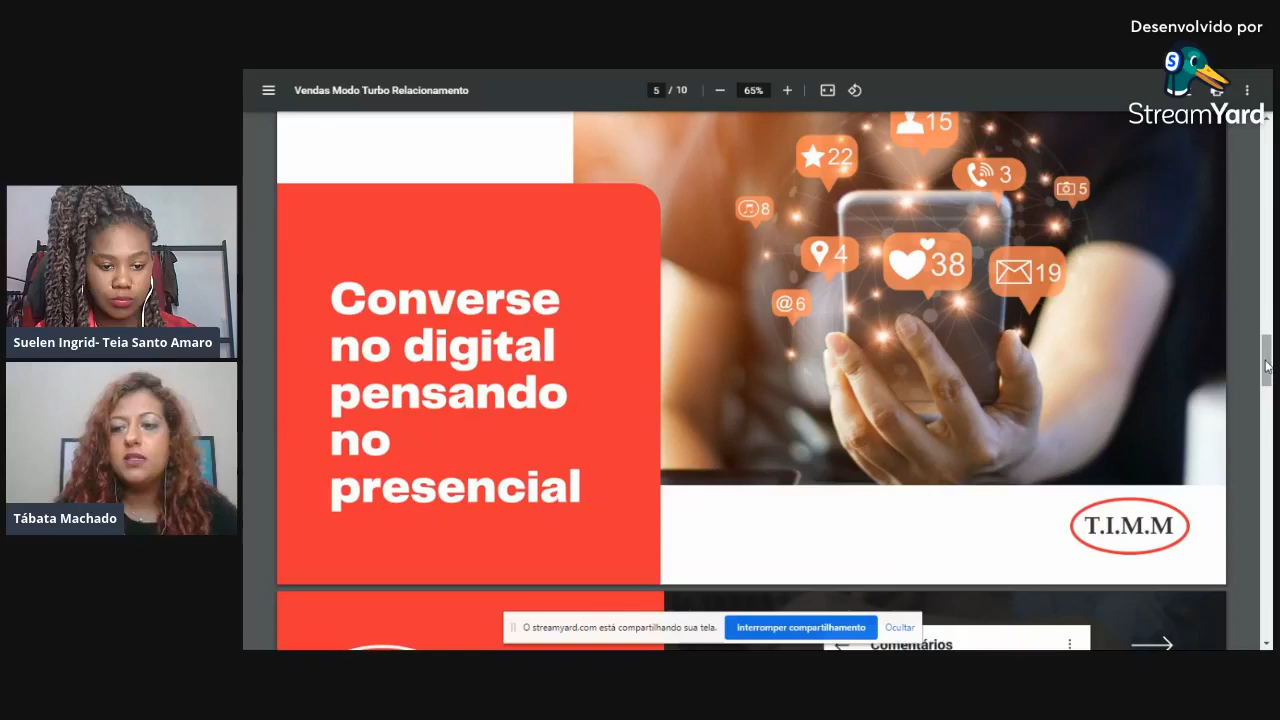 Desenvolvido por
StreamYard
Vendas Modo Turbo Relacionamento
5 / 10
65%
15
22
3
5
8
4
38
19
@6
Converse
no digital
pensando
no
presencial
T.I.M.M
Suelen Ingrid- Teia Santo Amaro
Tábata Machado
O streamyard.com está compartilhando sua tela.
Interromper compartilhamento
Ocultar
Comentários